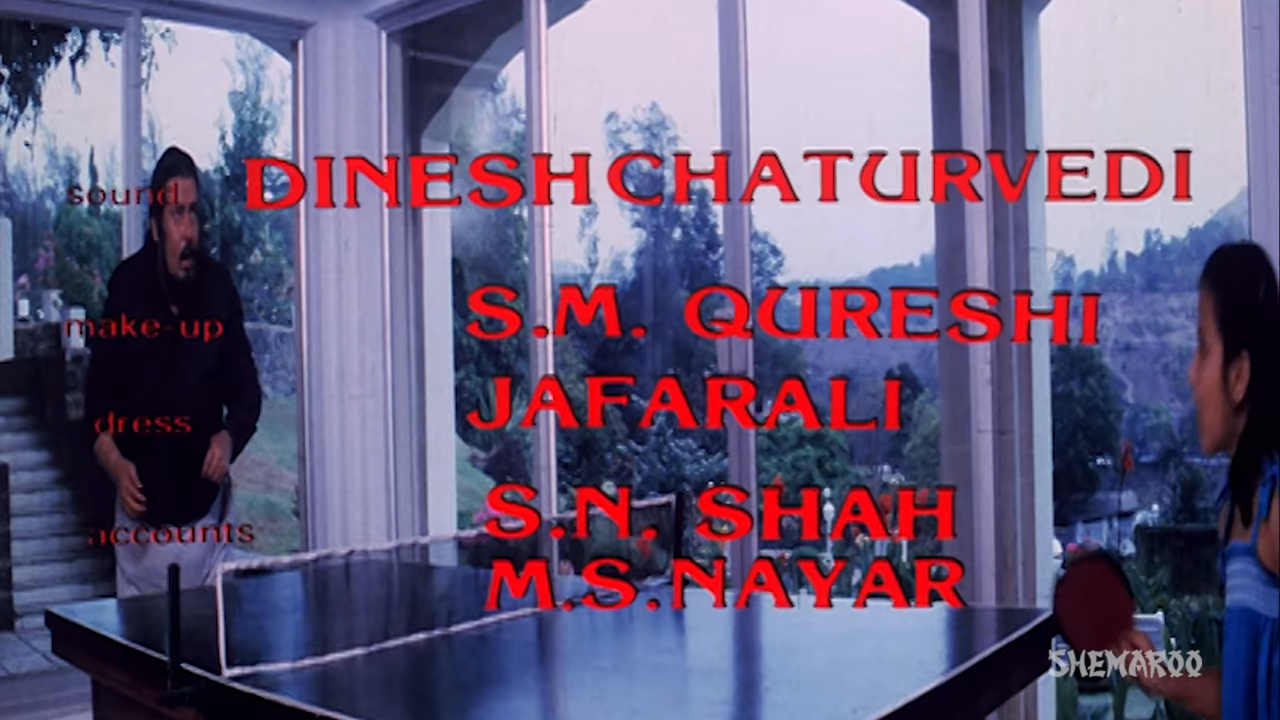 sound DINESH CHATURVEDI
make-up S.M. QURESHI
dress JAFARALI
accounts S.N. SHAH
M.S. NAYAR
SHEMAROO